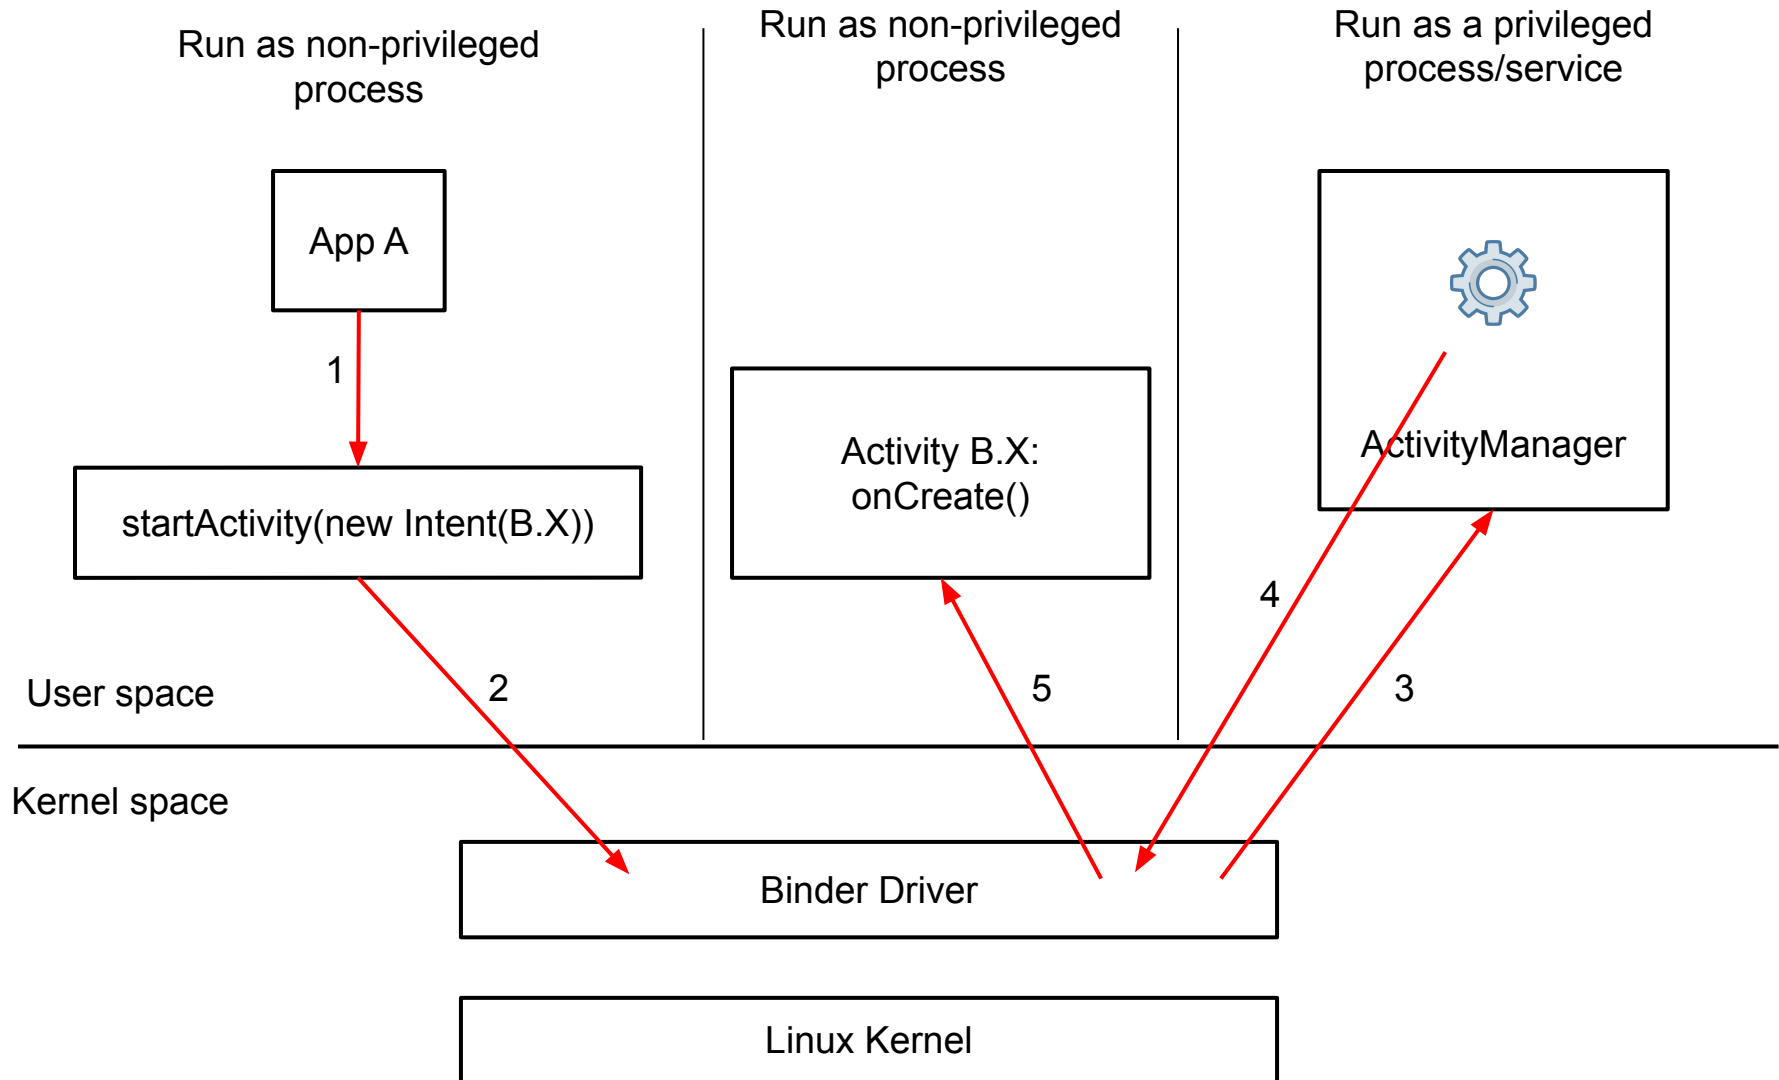 Run as non-privileged
process
Run as non-privileged
process
Run as a privileged
process/service
App A
1
startActivity(new Intent(B.X))
Activity B.X:
onCreate()
ActivityManager
4
2
5
3
User space
Kernel space
Binder Driver
Linux Kernel